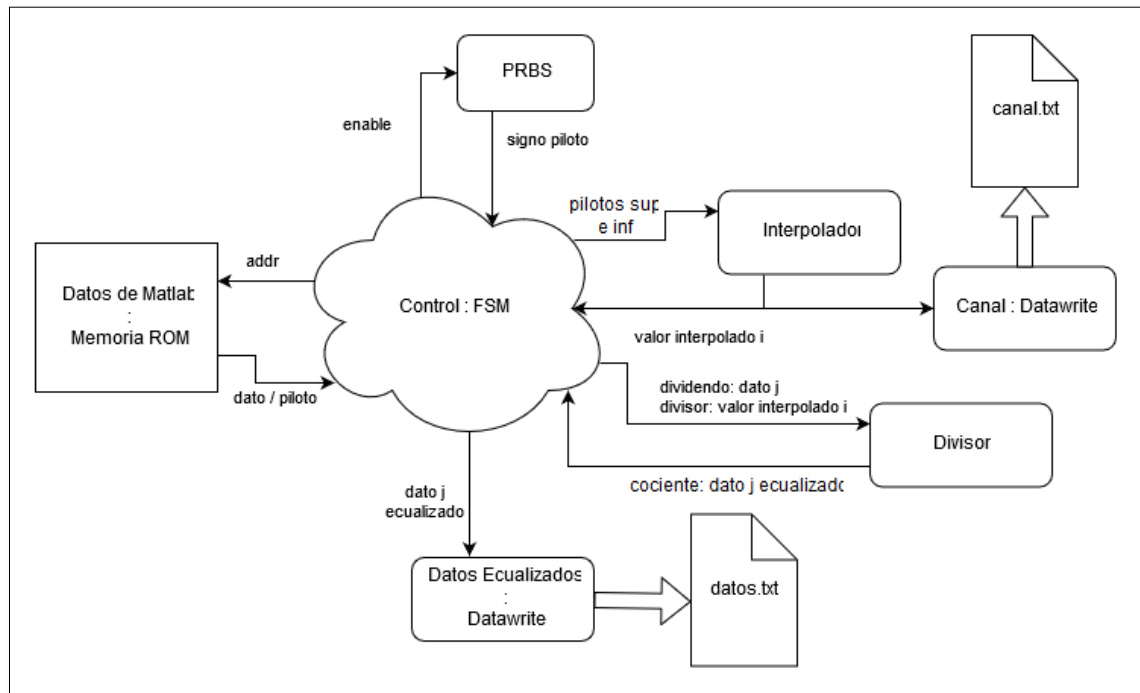 PRBS
canal.txt
enable
signo piloto
pilotos sup
e inf
Interpolador
addr
Datos de Matlab
:
Memoria ROM
Control : FSM
Canal : Datawrite
valor interpolado i
dato / piloto
dividendo: dato j
divisor: valor interpolado i
Divisor
cociente: dato j ecualizado
dato j
ecualizado
Datos Ecualizados
:
Datawrite
datos.txt